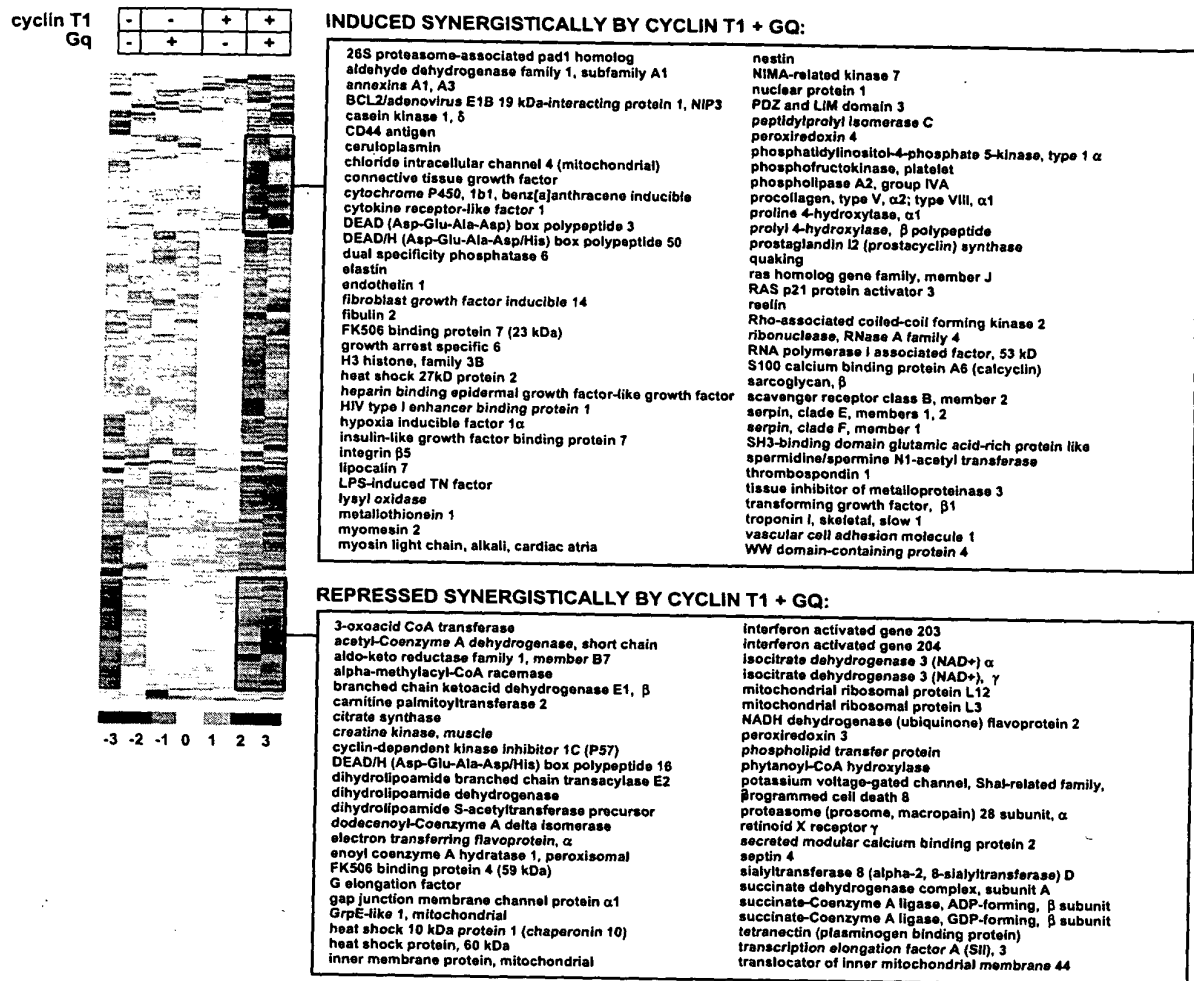 cyclin T1 - - + +
Gq - + - +
-3 -2 -1 0 1 2 3
INDUCED SYNERGISTICALLY BY CYCLIN T1 + GQ:
26S proteasome-associated pad1 homolog
aldehyde dehydrogenase family 1, subfamily A1
annexins A1, A3
BCL2/adenovirus E1B 19 kDa-interacting protein 1, NIP3
casein kinase 1, δ
CD44 antigen
ceruloplasmin
chloride intracellular channel 4 (mitochondrial)
connective tissue growth factor
cytochrome P450, 1b1, benz[a]anthracene inducible
cytokine receptor-like factor 1
DEAD (Asp-Glu-Ala-Asp) box polypeptide 3
DEAD/H (Asp-Glu-Ala-Asp/His) box polypeptide 50
dual specificity phosphatase 6
elastin
endothelin 1
fibroblast growth factor inducible 14
fibulin 2
FK506 binding protein 7 (23 kDa)
growth arrest specific 6
H3 histone, family 3B
heat shock 27kD protein 2
heparin binding epidermal growth factor-like growth factor
HIV type I enhancer binding protein 1
hypoxia inducible factor 1α
insulin-like growth factor binding protein 7
integrin β5
lipocalin 7
LPS-induced TN factor
lysyl oxidase
metallothionein 1
myomesin 2
myosin light chain, alkali, cardiac atria
nestin
NIMA-related kinase 7
nuclear protein 1
PDZ and LIM domain 3
peptidylprolyl isomerase C
peroxiredoxin 4
phosphatidylinositol-4-phosphate 5-kinase, type 1 α
phosphofructokinase, platelet
phospholipase A2, group IVA
procollagen, type V, α2; type VIII, α1
proline 4-hydroxylase, α1
prolyl 4-hydroxylase, β polypeptide
prostaglandin I2 (prostacyclin) synthase
quaking
ras homolog gene family, member J
RAS p21 protein activator 3
reelin
Rho-associated coiled-coil forming kinase 2
ribonuclease, RNase A family 4
RNA polymerase I associated factor, 53 kD
S100 calcium binding protein A6 (calcyclin)
sarcoglycan, β
scavenger receptor class B, member 2
serpin, clade E, members 1, 2
serpin, clade F, member 1
SH3-binding domain glutamic acid-rich protein like
spermidine/spermine N1-acetyl transferase
thrombospondin 1
tissue inhibitor of metalloproteinase 3
transforming growth factor, β1
troponin I, skeletal, slow 1
vascular cell adhesion molecule 1
WW domain-containing protein 4
REPRESSED SYNERGISTICALLY BY CYCLIN T1 + GQ:
3-oxoacid CoA transferase
acetyl-Coenzyme A dehydrogenase, short chain
aldo-keto reductase family 1, member B7
alpha-methylacyl-CoA racemase
branched chain ketoacid dehydrogenase E1, β
carnitine palmitoyltransferase 2
citrate synthase
creatine kinase, muscle
cyclin-dependent kinase inhibitor 1C (P57)
DEAD/H (Asp-Glu-Ala-Asp/His) box polypeptide 16
dihydrolipoamide branched chain transacylase E2
dihydrolipoamide dehydrogenase
dihydrolipoamide S-acetyltransferase precursor
dodecenoyl-Coenzyme A delta isomerase
electron transferring flavoprotein, α
enoyl coenzyme A hydratase 1, peroxisomal
FK506 binding protein 4 (59 kDa)
G elongation factor
gap junction membrane channel protein α1
GrpE-like 1, mitochondrial
heat shock 10 kDa protein 1 (chaperonin 10)
heat shock protein, 60 kDa
inner membrane protein, mitochondrial
interferon activated gene 203
interferon activated gene 204
isocitrate dehydrogenase 3 (NAD+) α
isocitrate dehydrogenase 3 (NAD+), γ
mitochondrial ribosomal protein L12
mitochondrial ribosomal protein L3
NADH dehydrogenase (ubiquinone) flavoprotein 2
peroxiredoxin 3
phospholipid transfer protein
phytanoyl-CoA hydroxylase
potassium voltage-gated channel, Shal-related family,
programmed cell death 8
proteasome (prosome, macropain) 28 subunit, α
retinoid X receptor γ
secreted modular calcium binding protein 2
septin 4
sialyltransferase 8 (alpha-2, 8-sialyltransferase) D
succinate dehydrogenase complex, subunit A
succinate-Coenzyme A ligase, ADP-forming, β subunit
succinate-Coenzyme A ligase, GDP-forming, β subunit
tetranectin (plasminogen binding protein)
transcription elongation factor A (SII), 3
translocator of inner mitochondrial membrane 44